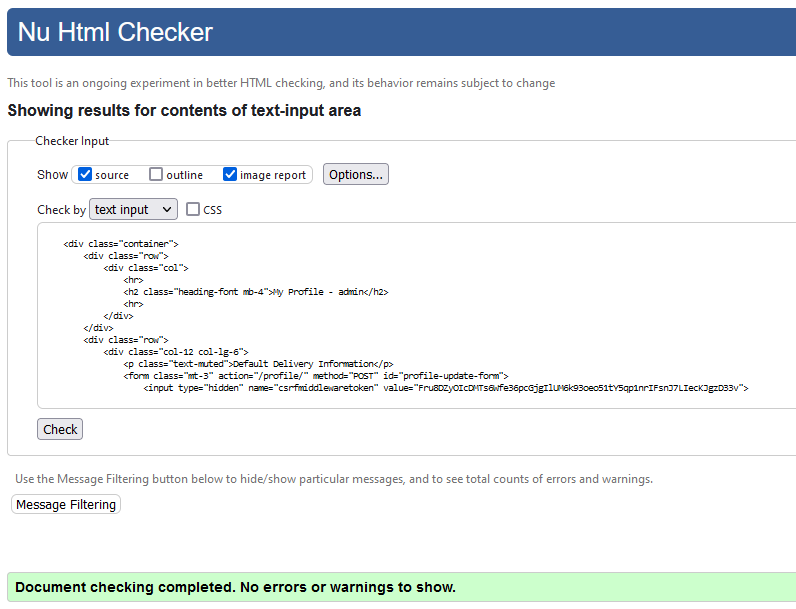 Nu Html Checker
This tool is an ongoing experiment in better HTML checking, and its behavior remains subject to change
Showing results for contents of text-input area
Checker Input
Show source outline image report Options...
Check by text input CSS
<div class="container">
<div class="row">
<div class="col">
<hr>
<h2 class="heading-font mb-4">My Profile - admin</h2>
<hr>
</div>
</div>
<div class="row">
<div class="col-12 col-lg-6">
<p class="text-muted">Default Delivery Information</p>
<form class="mt-3" action="/profile/" method="POST" id="profile-update-form">
<input type="hidden" name="csrfmiddlewaretoken" value="
Check
Use the Message Filtering button below to hide/show particular messages, and to see total counts of errors and warnings.
Message Filtering
Document checking completed. No errors or warnings to show.